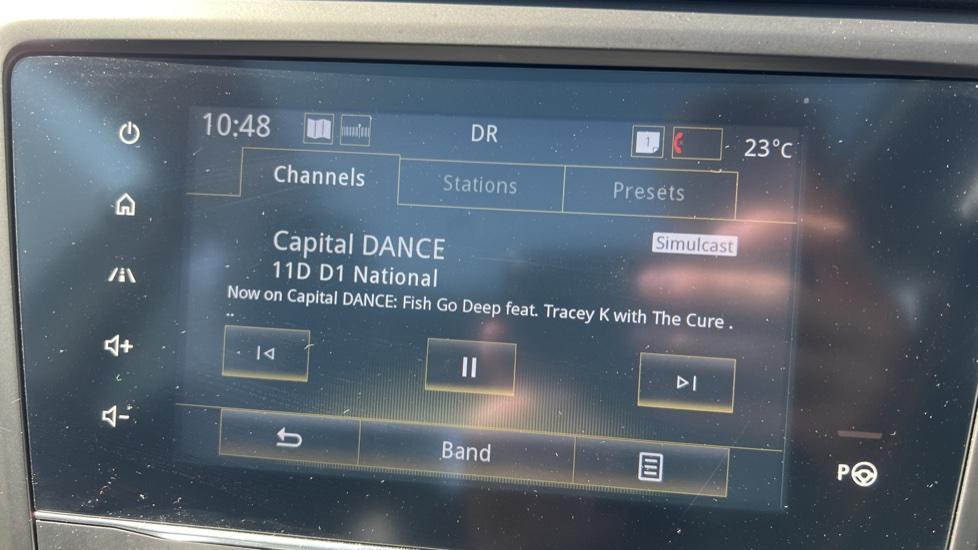 10:48
DR
1
23°C
Channels
Stations
Presets
Capital DANCE
Simulcast
11D D1 National
Now on Capital DANCE: Fish Go Deep feat. Tracey K with The Cure .
..
Band
P